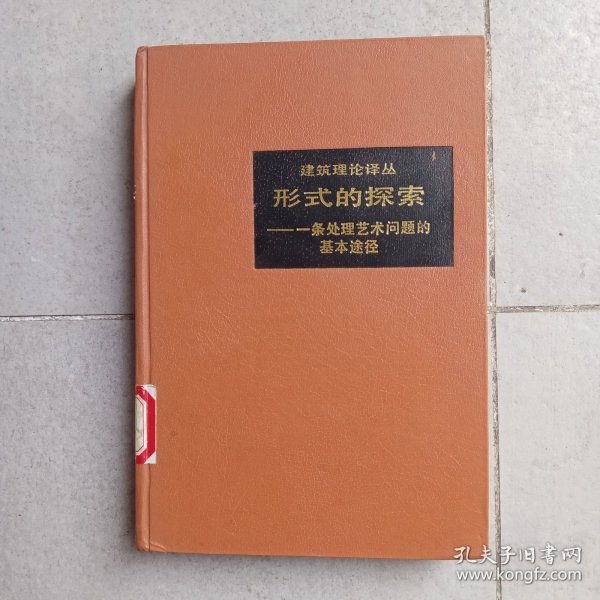 建筑理论译丛
形式的探索
——一条处理艺术问题的
基本途径
孔夫子旧书网
www.kongfz.com